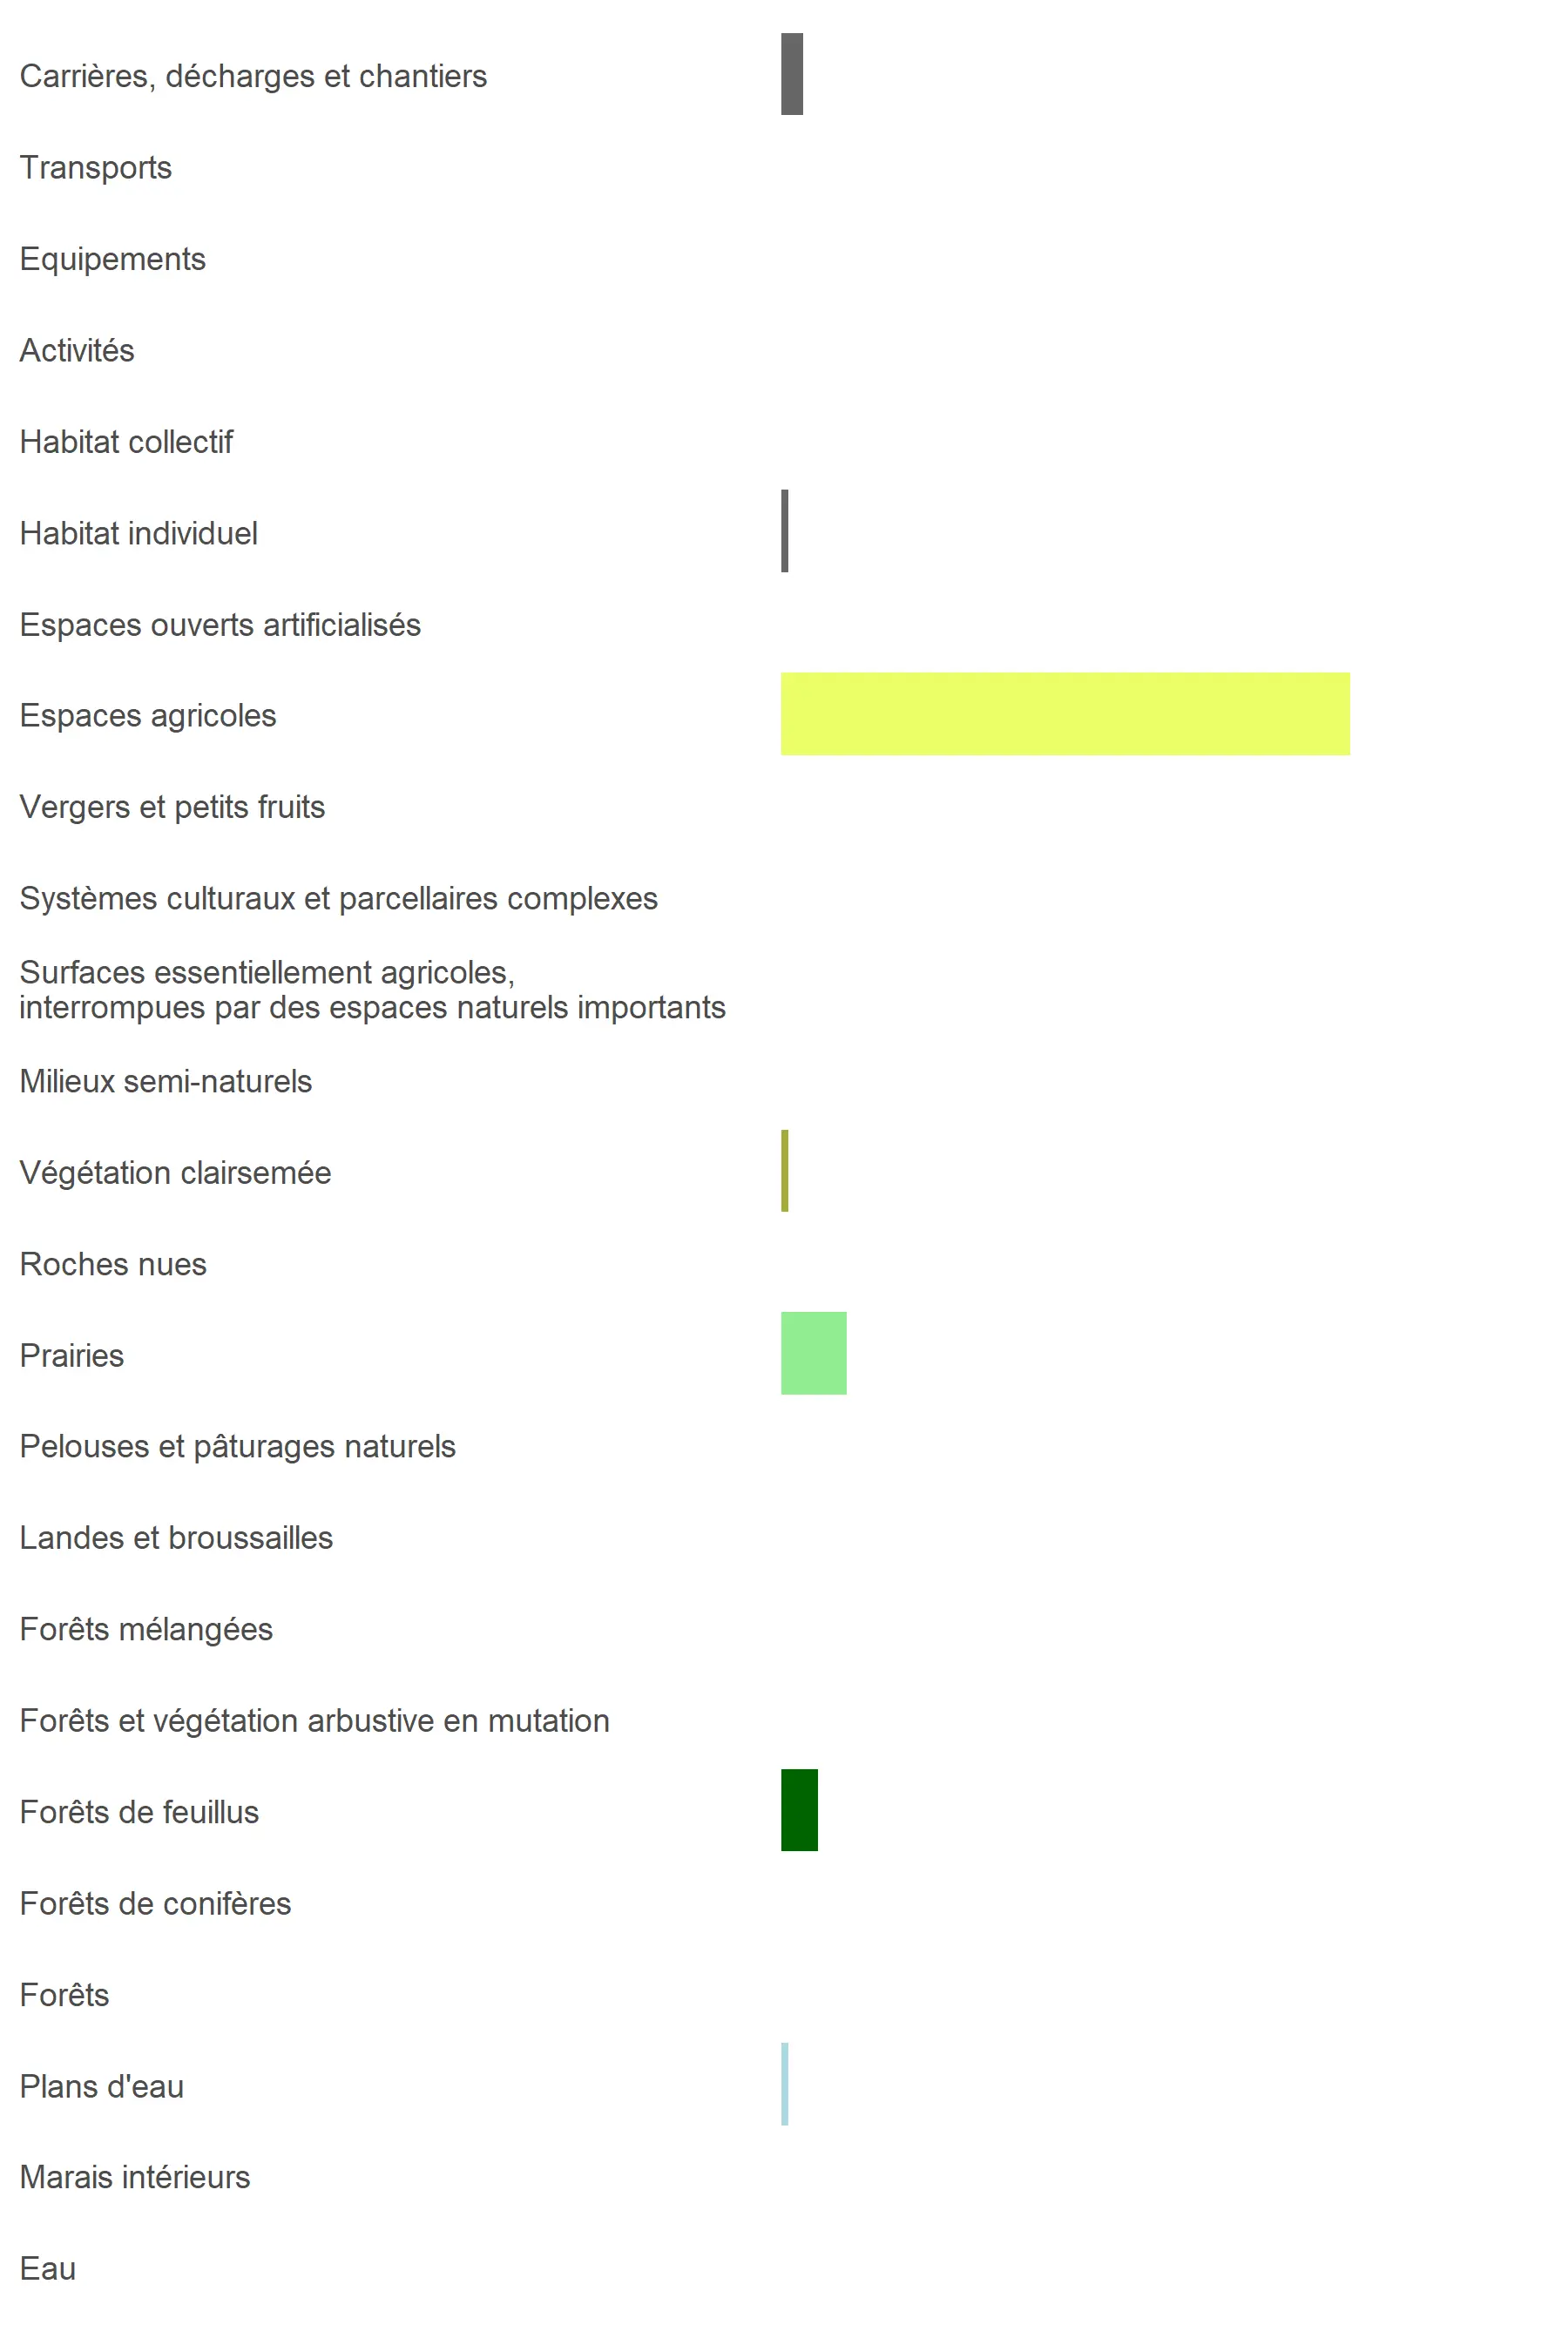 Carrières, décharges et chantiers
Transports
Equipements
Activités
Habitat collectif
Habitat individuel
Espaces ouverts artificialisés
Espaces agricoles
Vergers et petits fruits
Systèmes culturaux et parcellaires complexes
Surfaces essentiellement agricoles,
interrompues par des espaces naturels importants
Milieux semi-naturels
Végétation clairsemée
Roches nues
Prairies
Pelouses et pâturages naturels
Landes et broussailles
Forêts mélangées
Forêts et végétation arbustive en mutation
Forêts de feuillus
Forêts de conifères
Forêts
Plans d'eau
Marais intérieurs
Eau